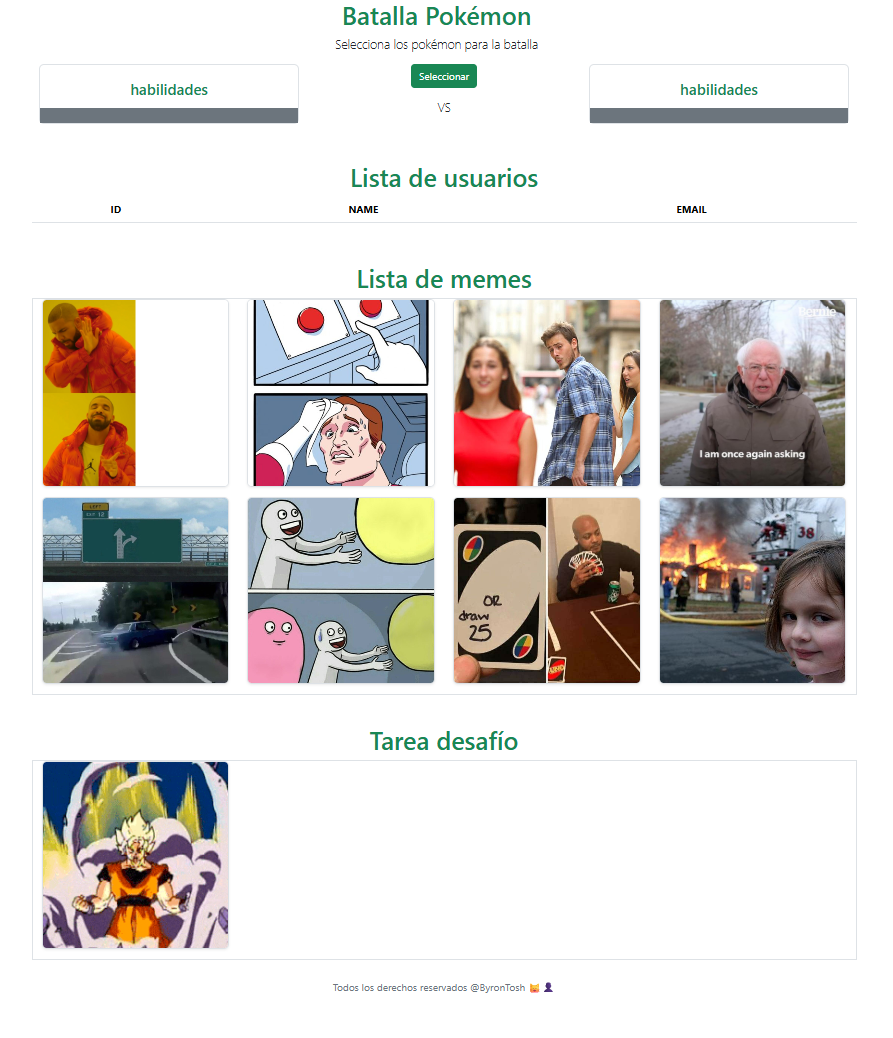 Batalla Pokémon
Selecciona los pokémon para la batalla
habilidades
Seleccionar
habilidades
VS
Lista de usuarios
ID NAME EMAIL
Lista de memes
Bernie
I am once again asking
LEFT
EXIT 12
OR
draw
25
UNO
38
Tarea desafío
Todos los derechos reservados @ByronTosh